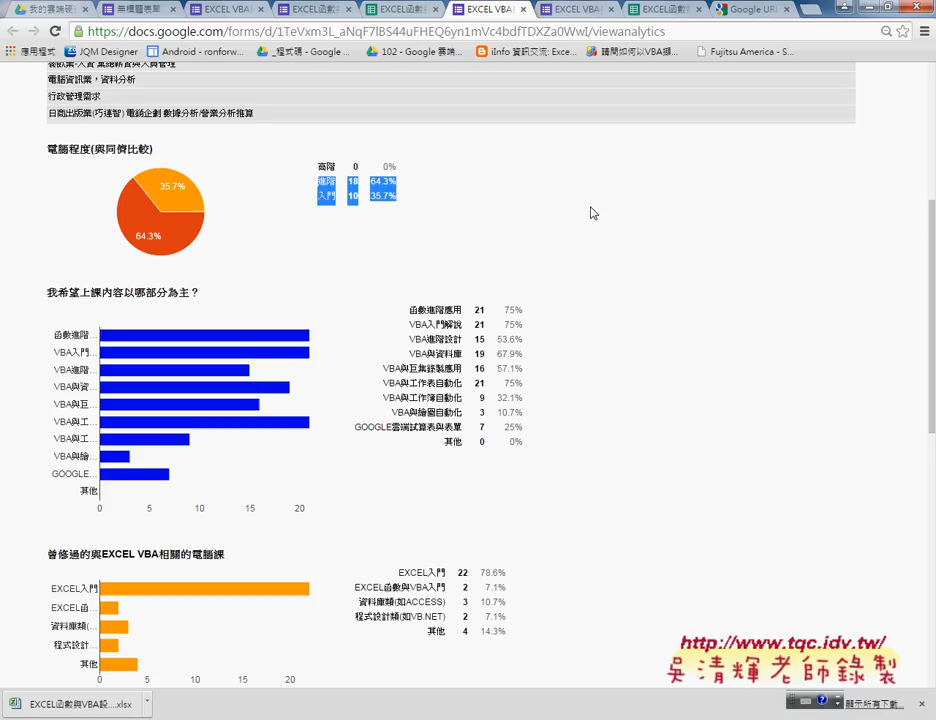 我的雲端硬
無標題表單
EXCEL VBA
EXCEL函數
EXCEL函數
EXCEL VBA
EXCEL VBA
EXCEL函數
Google UR
https://docs.google.com/forms/d/1TeVxm3L_aNqF7lBS44uFHEQ6yn1mVc4bdfTDXZa0WwI/viewanalytics
應用程式
JQM Designer
Android - ronforw...
_程式碼 - Google ...
102 - Google 雲端...
iInfo 資訊交流: Exce...
請問如何以VBA擷...
Fujitsu America - S...
電腦資訊業，資料分析
行政管理需求
日商出版業(巧連智) 電銷企劃 數據分析/營業分析推算
電腦程度(與同儕比較)
35.7%
64.3%
高階 0 0%
進階 18 64.3%
入門 10 35.7%
我希望上課內容以哪部分為主？
函數進階...
VBA入門...
VBA進階...
VBA與資...
VBA與巨...
VBA與工...
VBA與工...
VBA與繪...
GOOGLE...
其他
0 5 10 15 20
函數進階應用 21 75%
VBA入門解說 21 75%
VBA進階設計 15 53.6%
VBA與資料庫 19 67.9%
VBA與巨集錄製應用 16 57.1%
VBA與工作表自動化 21 75%
VBA與工作簿自動化 9 32.1%
VBA與繪圖自動化 3 10.7%
GOOGLE雲端試算表與表單 7 25%
其他 0 0%
曾修過的與EXCEL VBA相關的電腦課
EXCEL入門
EXCEL函...
資料庫類(...
程式設計...
其他
0 5 10 15 20
EXCEL入門 22 78.6%
EXCEL函數與VBA入門 2 7.1%
資料庫類(如ACCESS) 3 10.7%
程式設計類(如VB.NET) 2 7.1%
其他 4 14.3%
http://www.tqc.idv.tw/
吳清輝老師錄製
EXCEL函數與VBA設....xlsx
顯示所有下載...